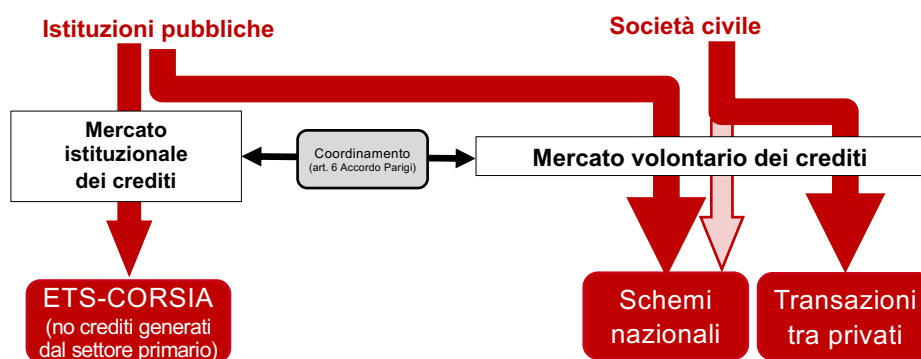 Istituzioni pubbliche
Società civile
Mercato
istituzionale
dei crediti
Coordinamento
(art. 6 Accordo Parigi)
Mercato volontario dei crediti
ETS-CORSIA
(no crediti generati
dal settore primario)
Schemi
nazionali
Transazioni
tra privati